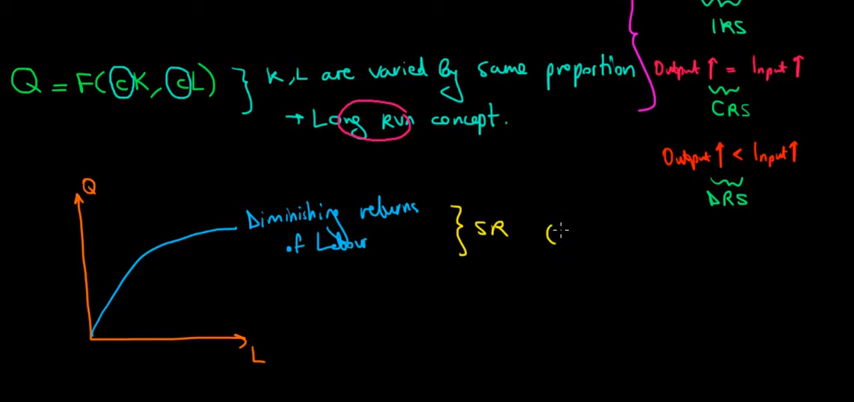 IRS
Q = F(cK, cL) } K, L are varied by same proportion
→ Long Run concept.
Output ↑ = Input ↑
CRS
Output ↑ < Input ↑
DRS
Q
Diminishing returns
of Labour
} SR (
L